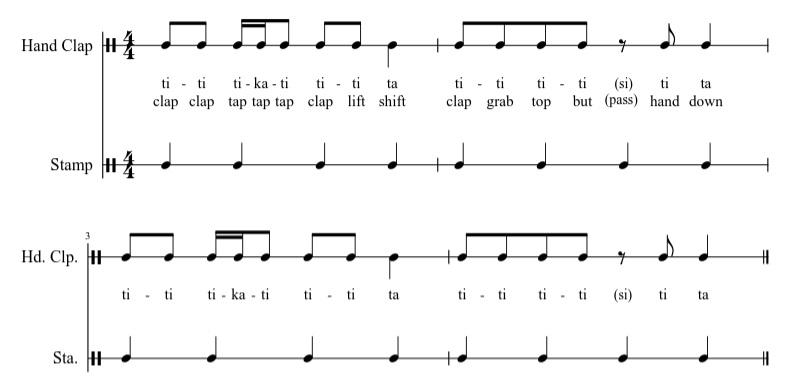 Hand Clap 4/4
ti - ti ti - ka - ti ti - ti ta ti - ti ti - ti (si) ti ta
clap clap tap tap tap clap lift shift clap grab top but (pass) hand down
Stamp 4/4
3
Hd. Clp.
ti - ti ti - ka - ti ti - ti ta ti - ti ti - ti (si) ti ta
Sta.